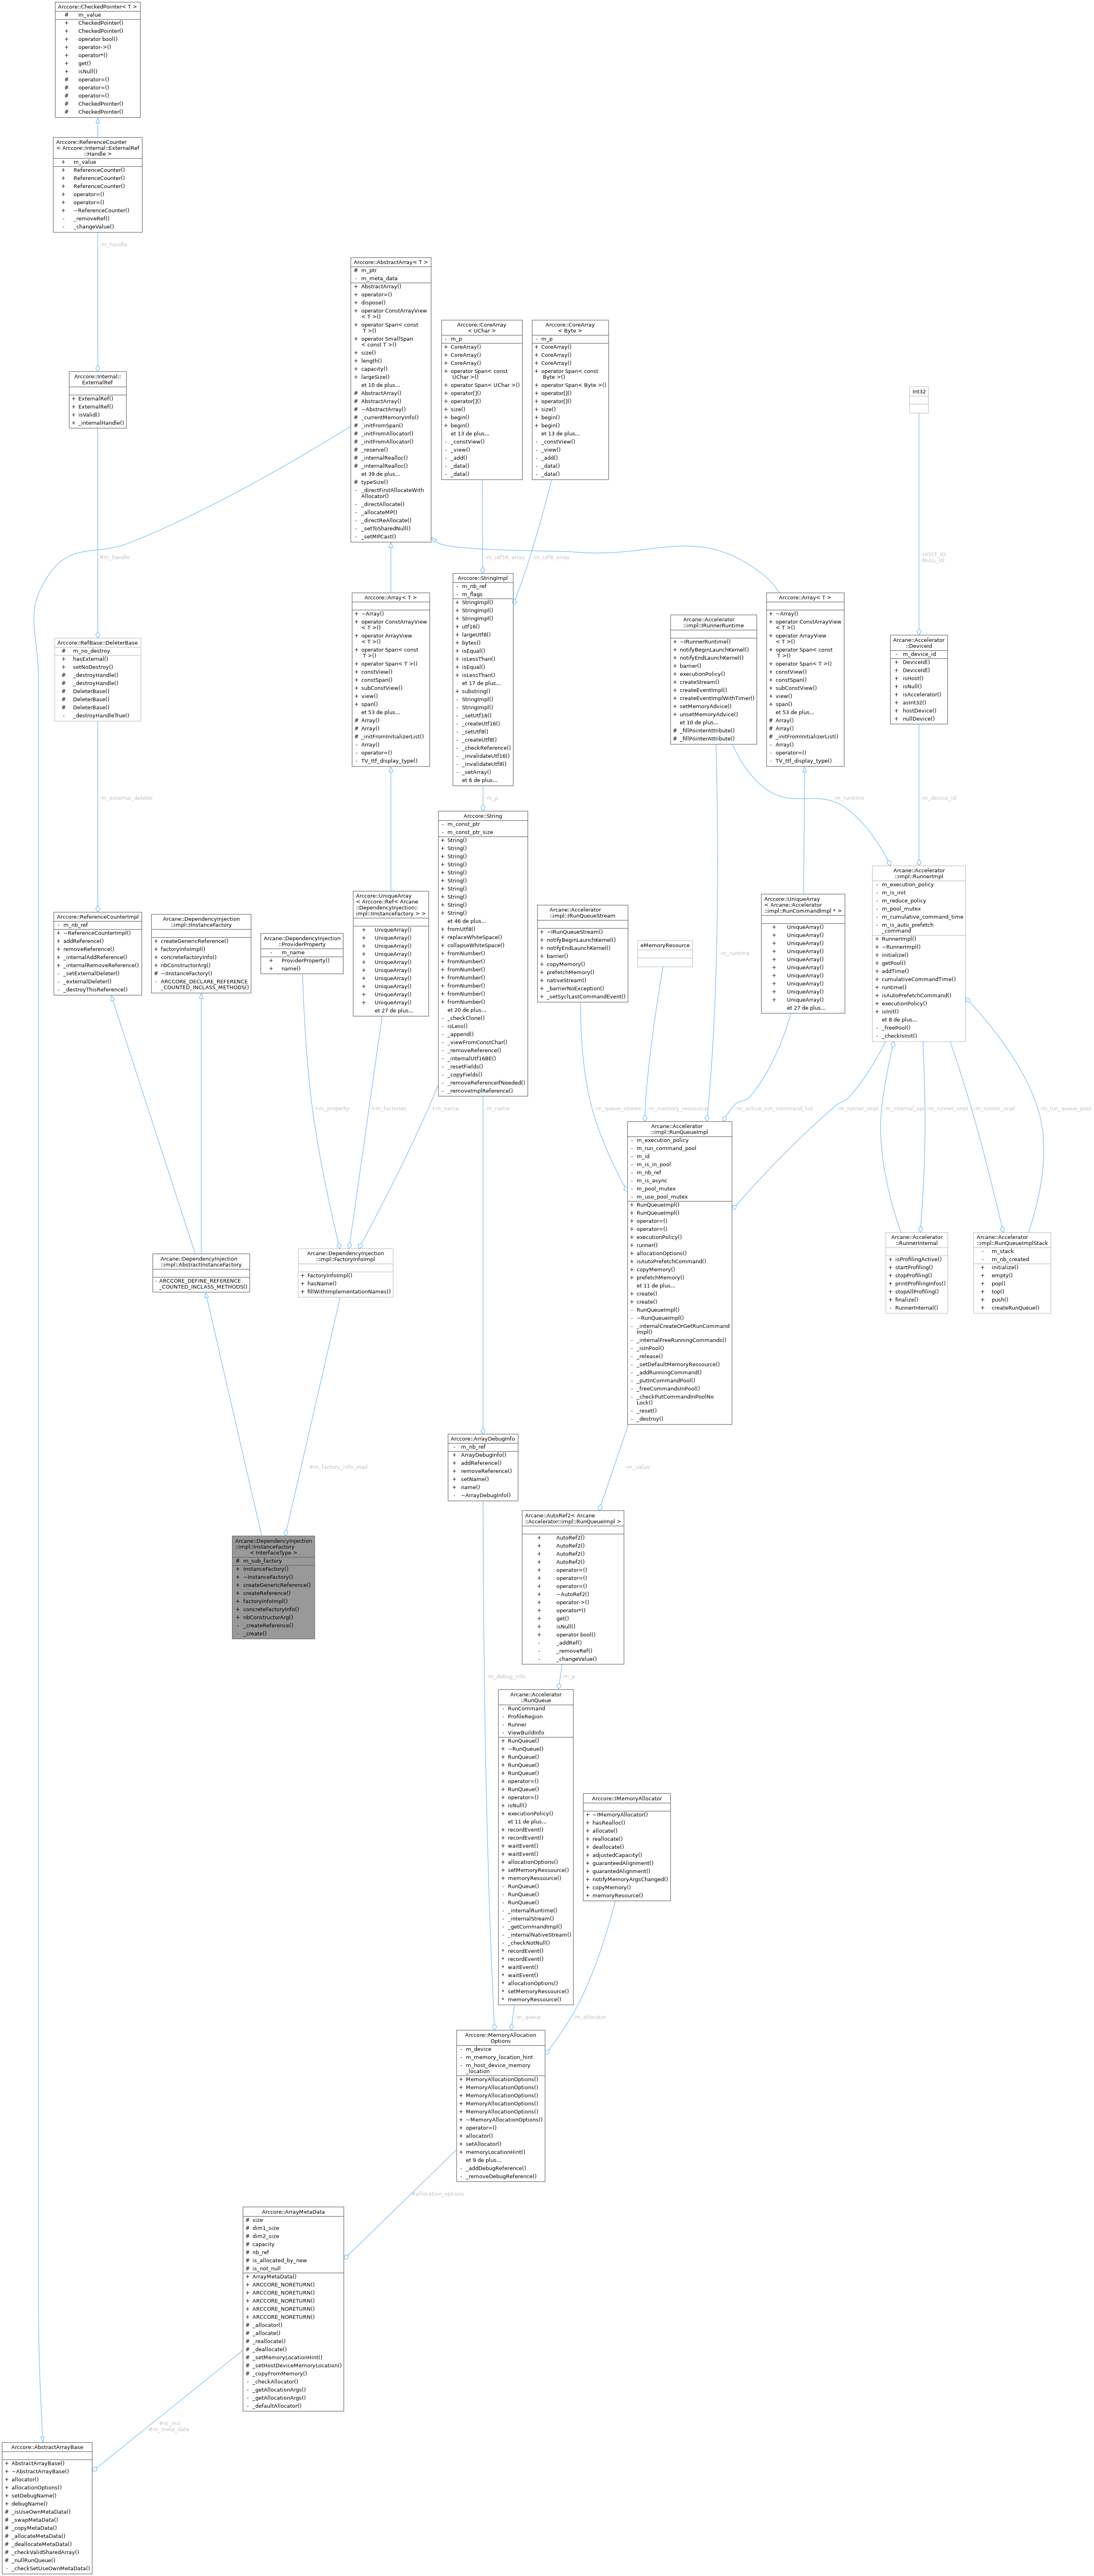 Arccore::CheckedPointer< T >
# m_value
+ CheckedPointer()
+ CheckedPointer()
+ operator bool()
+ operator->()
+ operator*()
+ get()
+ isNull()
# operator=()
# operator=()
# operator=()
# CheckedPointer()
# CheckedPointer()
Arccore::ReferenceCounter
< Arccore::Internal::ExternalRef
::Handle >
+ m_value
+ ReferenceCounter()
+ ReferenceCounter()
+ ReferenceCounter()
+ operator=()
+ operator=()
+ ~ReferenceCounter()
- _removeRef()
- _changeValue()
-m_handle
Arccore::Internal::
ExternalRef
+ ExternalRef()
+ ExternalRef()
+ isValid()
+ _internalHandle()
#m_handle
Arccore::RefBase::DeleterBase
# m_no_destroy
+ hasExternal()
+ setNoDestroy()
# _destroyHandle()
# _destroyHandle()
# DeleterBase()
# DeleterBase()
# DeleterBase()
- _destroyHandleTrue()
-m_external_deleter
Arccore::ReferenceCounterImpl
- m_nb_ref
+ ~ReferenceCounterImpl()
+ addReference()
+ removeReference()
+ _internalAddReference()
+ _internalRemoveReference()
- _setExternalDeleter()
- _externalDeleter()
- _destroyThisReference()
Arcane::DependencyInjection
::impl::IInstanceFactory
+ createGenericReference()
+ factoryInfoImpl()
+ concreteFactoryInfo()
+ nbConstructorArg()
# ~IInstanceFactory()
- ARCCORE_DECLARE_REFERENCE
_COUNTED_INCLASS_METHODS()
Arcane::DependencyInjection
::impl::AbstractInstanceFactory
- ARCCORE_DEFINE_REFERENCE
_COUNTED_INCLASS_METHODS()
Arccore::AbstractArray< T >
# m_ptr
- m_meta_data
+ AbstractArray()
+ operator=()
+ dispose()
+ operator ConstArrayView
< T >()
+ operator Span< const
T >()
+ operator SmallSpan
< const T >()
+ size()
+ length()
+ capacity()
+ largeSize()
et 10 de plus...
# AbstractArray()
# AbstractArray()
# ~AbstractArray()
# _currentMemoryInfo()
# _initFromSpan()
# _initFromAllocator()
# _initFromAllocator()
# _reserve()
# _internalRealloc()
# _internalRealloc()
et 39 de plus...
# typeSize()
- _directFirstAllocateWith
Allocator()
- _directAllocate()
- _allocateMP()
- _directReAllocate()
- _setToSharedNull()
- _setMPCast()
Arccore::Array< T >
+ ~Array()
+ operator ConstArrayView
< T >()
+ operator ArrayView
< T >()
+ operator Span< const
T >()
+ operator Span< T >()
+ constView()
+ constSpan()
+ subConstView()
+ view()
+ span()
et 53 de plus...
# Array()
# Array()
# _initFromInitializerList()
- Array()
- operator=()
- TV_ttf_display_type()
Arccore::UniqueArray
< Arccore::Ref< Arcane
::DependencyInjection::
impl::IInstanceFactory > >
+ UniqueArray()
+ UniqueArray()
+ UniqueArray()
+ UniqueArray()
+ UniqueArray()
+ UniqueArray()
+ UniqueArray()
+ UniqueArray()
+ UniqueArray()
+ UniqueArray()
et 27 de plus...
Arcane::DependencyInjection
::ProviderProperty
- m_name
+ ProviderProperty()
+ name()
+m_property
+m_factories
+m_name
Arcane::DependencyInjection
::impl::FactoryInfoImpl
+ FactoryInfoImpl()
+ hasName()
+ fillWithImplementationNames()
#m_factory_info_impl
Arcane::DependencyInjection
::impl::InstanceFactory
< InterfaceType >
# m_sub_factory
+ InstanceFactory()
+ ~InstanceFactory()
+ createGenericReference()
+ createReference()
+ factoryInfoImpl()
+ concreteFactoryInfo()
+ nbConstructorArg()
- _createReference()
- _create()
Arccore::CoreArray
< UChar >
- m_p
+ CoreArray()
+ CoreArray()
+ CoreArray()
+ operator Span< const
UChar >()
+ operator Span< UChar >()
+ operator[]()
+ operator[]()
+ size()
+ begin()
+ begin()
et 13 de plus...
- _constView()
- _view()
- _add()
- _data()
- _data()
Arccore::CoreArray
< Byte >
- m_p
+ CoreArray()
+ CoreArray()
+ CoreArray()
+ operator Span< const
Byte >()
+ operator Span< Byte >()
+ operator[]()
+ operator[]()
+ size()
+ begin()
+ begin()
et 13 de plus...
- _constView()
- _view()
- _add()
- _data()
- _data()
-m_utf16_array
-m_utf8_array
Arccore::StringImpl
- m_nb_ref
- m_flags
+ StringImpl()
+ StringImpl()
+ StringImpl()
+ utf16()
+ largeUtf8()
+ bytes()
+ isEqual()
+ isLessThan()
+ isEqual()
+ isLessThan()
et 17 de plus...
+ substring()
- StringImpl()
- StringImpl()
- _setUtf16()
- _createUtf16()
- _setUtf8()
- _createUtf8()
- _checkReference()
- _invalidateUtf16()
- _invalidateUtf8()
- _setArray()
et 6 de plus...
-m_p
Arccore::String
- m_const_ptr
- m_const_ptr_size
+ String()
+ String()
+ String()
+ String()
+ String()
+ String()
+ String()
+ String()
+ String()
+ String()
et 46 de plus...
+ fromUtf8()
+ replaceWhiteSpace()
+ collapseWhiteSpace()
+ fromNumber()
+ fromNumber()
+ fromNumber()
+ fromNumber()
+ fromNumber()
+ fromNumber()
+ fromNumber()
et 20 de plus...
- _checkClone()
- isLess()
- _append()
- _viewFromConstChar()
- _removeReference()
- _internalUtf16BE()
- _resetFields()
- _copyFields()
- _removeReferenceIfNeeded()
- _removeImplReference()
-m_name
Arccore::ArrayDebugInfo
- m_nb_ref
+ ArrayDebugInfo()
+ addReference()
+ removeReference()
+ setName()
+ name()
- ~ArrayDebugInfo()
-m_debug_info
Arcane::Accelerator
::impl::IRunQueueStream
+ ~IRunQueueStream()
+ notifyBeginLaunchKernel()
+ notifyEndLaunchKernel()
+ barrier()
+ copyMemory()
+ prefetchMemory()
+ nativeStream()
+ _barrierNoException()
+ _setSyclLastCommandEvent()
eMemoryResource
Arcane::Accelerator
::impl::IRunnerRuntime
+ ~IRunnerRuntime()
+ notifyBeginLaunchKernel()
+ notifyEndLaunchKernel()
+ barrier()
+ executionPolicy()
+ createStream()
+ createEventImpl()
+ createEventImplWithTimer()
+ setMemoryAdvice()
+ unsetMemoryAdvice()
et 10 de plus...
# _fillPointerAttribute()
# _fillPointerAttribute()
Arccore::Array< T >
+ ~Array()
+ operator ConstArrayView
< T >()
+ operator ArrayView
< T >()
+ operator Span< const
T >()
+ operator Span< T >()
+ constView()
+ constSpan()
+ subConstView()
+ view()
+ span()
et 53 de plus...
# Array()
# Array()
# _initFromInitializerList()
- Array()
- operator=()
- TV_ttf_display_type()
Arccore::UniqueArray
< Arcane::Accelerator
::impl::RunCommandImpl * >
+ UniqueArray()
+ UniqueArray()
+ UniqueArray()
+ UniqueArray()
+ UniqueArray()
+ UniqueArray()
+ UniqueArray()
+ UniqueArray()
+ UniqueArray()
+ UniqueArray()
et 27 de plus...
Int32
-HOST_ID
-NULL_ID
Arcane::Accelerator
::DeviceId
- m_device_id
+ DeviceId()
+ DeviceId()
+ isHost()
+ isNull()
+ isAccelerator()
+ asInt32()
+ hostDevice()
+ nullDevice()
-m_runtime
-m_device_id
Arcane::Accelerator
::impl::RunnerImpl
- m_execution_policy
- m_is_init
- m_reduce_policy
- m_pool_mutex
- m_cumulative_command_time
- m_is_auto_prefetch
_command
+ RunnerImpl()
+ ~RunnerImpl()
+ initialize()
+ getPool()
+ addTime()
+ cumulativeCommandTime()
+ runtime()
+ isAutoPrefetchCommand()
+ executionPolicy()
+ isInit()
et 8 de plus...
- _freePool()
- _checkIsInit()
-m_runtime
-m_queue_stream
-m_memory_ressource
-m_active_run_command_list
-m_runner_impl
-m_internal_api
-m_runner_impl
-m_runner_impl
-m_run_queue_pool
Arcane::Accelerator
::impl::RunQueueImpl
- m_execution_policy
- m_run_command_pool
- m_id
- m_is_in_pool
- m_nb_ref
- m_is_async
- m_pool_mutex
- m_use_pool_mutex
+ RunQueueImpl()
+ RunQueueImpl()
+ operator=()
+ operator=()
+ executionPolicy()
+ runner()
+ allocationOptions()
+ isAutoPrefetchCommand()
+ copyMemory()
+ prefetchMemory()
et 11 de plus...
+ create()
+ create()
- RunQueueImpl()
- ~RunQueueImpl()
- _internalCreateOrGetRunCommand
Impl()
- _internalFreeRunningCommands()
- _isInPool()
- _release()
- _setDefaultMemoryRessource()
- _addRunningCommand()
- _putInCommandPool()
- _freeCommandsInPool()
- _checkPutCommandInPoolNo
Lock()
- _reset()
- _destroy()
Arcane::Accelerator
::RunnerInternal
+ isProfilingActive()
+ startProfiling()
+ stopProfiling()
+ printProfilingInfos()
+ stopAllProfiling()
+ finalize()
- RunnerInternal()
Arcane::Accelerator
::impl::RunQueueImplStack
- m_stack
- m_nb_created
+ initialize()
+ empty()
+ pop()
+ top()
+ push()
+ createRunQueue()
-m_value
Arcane::AutoRef2< Arcane
::Accelerator::impl::RunQueueImpl >
+ AutoRef2()
+ AutoRef2()
+ AutoRef2()
+ AutoRef2()
+ operator=()
+ operator=()
+ operator=()
+ ~AutoRef2()
+ operator->()
+ operator*()
+ get()
+ isNull()
+ operator bool()
- _addRef()
- _removeRef()
- _changeValue()
-m_p
Arcane::Accelerator
::RunQueue
- RunCommand
- ProfileRegion
- Runner
- ViewBuildInfo
+ RunQueue()
+ ~RunQueue()
+ RunQueue()
+ RunQueue()
+ RunQueue()
+ operator=()
+ RunQueue()
+ operator=()
+ isNull()
+ executionPolicy()
et 11 de plus...
+ recordEvent()
+ recordEvent()
+ waitEvent()
+ waitEvent()
+ allocationOptions()
+ setMemoryRessource()
+ memoryRessource()
- RunQueue()
- RunQueue()
- RunQueue()
- _internalRuntime()
- _internalStream()
- _getCommandImpl()
- _internalNativeStream()
- _checkNotNull()
* recordEvent()
* recordEvent()
* waitEvent()
* waitEvent()
* allocationOptions()
* setMemoryRessource()
* memoryRessource()
Arccore::IMemoryAllocator
+ ~IMemoryAllocator()
+ hasRealloc()
+ allocate()
+ reallocate()
+ deallocate()
+ adjustedCapacity()
+ guaranteedAlignment()
+ guarantedAlignment()
+ notifyMemoryArgsChanged()
+ copyMemory()
+ memoryResource()
-m_queue
-m_allocator
Arccore::MemoryAllocation
Options
- m_device
- m_memory_location_hint
- m_host_device_memory
_location
+ MemoryAllocationOptions()
+ MemoryAllocationOptions()
+ MemoryAllocationOptions()
+ MemoryAllocationOptions()
+ MemoryAllocationOptions()
+ ~MemoryAllocationOptions()
+ operator=()
+ allocator()
+ setAllocator()
+ memoryLocationHint()
et 9 de plus...
- _addDebugReference()
- _removeDebugReference()
#allocation_options
Arccore::ArrayMetaData
# size
# dim1_size
# dim2_size
# capacity
# nb_ref
# is_allocated_by_new
# is_not_null
+ ArrayMetaData()
+ ARCCORE_NORETURN()
+ ARCCORE_NORETURN()
+ ARCCORE_NORETURN()
+ ARCCORE_NORETURN()
+ ARCCORE_NORETURN()
# _allocator()
# _allocate()
# _reallocate()
# _deallocate()
# _setMemoryLocationHint()
# _setHostDeviceMemoryLocation()
# _copyFromMemory()
- _checkAllocator()
- _getAllocationArgs()
- _getAllocationArgs()
- _defaultAllocator()
#m_md
#m_meta_data
Arccore::AbstractArrayBase
+ AbstractArrayBase()
+ ~AbstractArrayBase()
+ allocator()
+ allocationOptions()
+ setDebugName()
+ debugName()
# _isUseOwnMetaData()
# _swapMetaData()
# _copyMetaData()
# _allocateMetaData()
# _deallocateMetaData()
# _checkValidSharedArray()
# _nullRunQueue()
- _checkSetUseOwnMetaData()